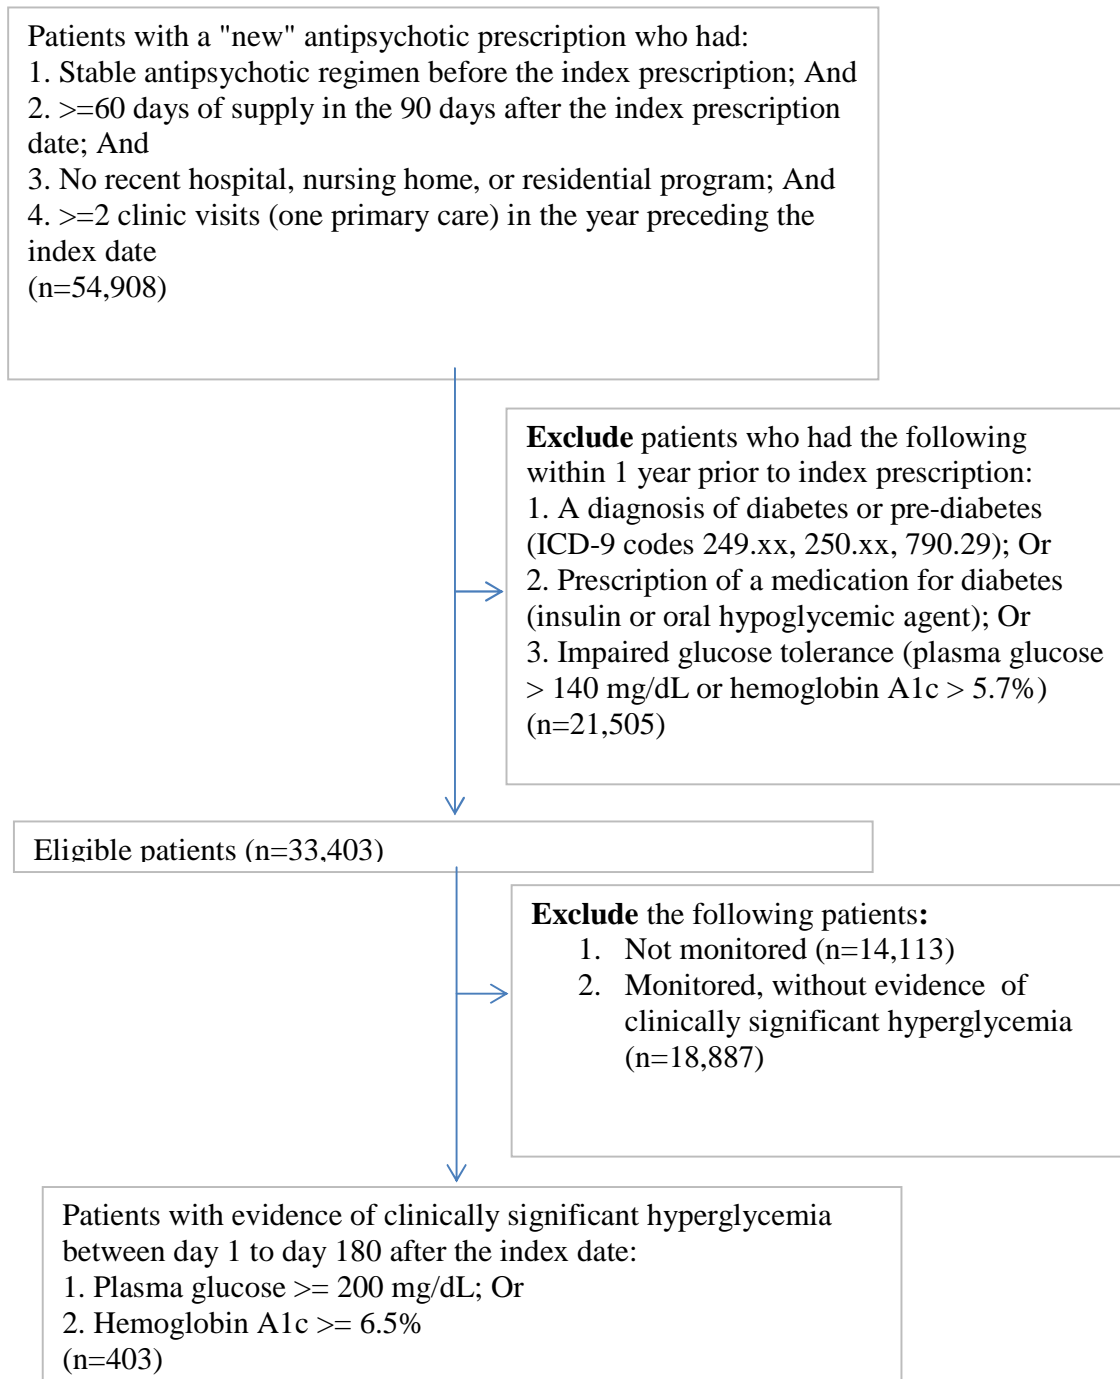 Patients with a "new" antipsychotic prescription who had:
1. Stable antipsychotic regimen before the index prescription; And
2. >=60 days of supply in the 90 days after the index prescription
date; And
3. No recent hospital, nursing home, or residential program; And
4. >=2 clinic visits (one primary care) in the year preceding the
index date
(n=54,908)
Exclude patients who had the following
within 1 year prior to index prescription:
1. A diagnosis of diabetes or pre-diabetes
(ICD-9 codes 249.xx, 250.xx, 790.29); Or
2. Prescription of a medication for diabetes
(insulin or oral hypoglycemic agent); Or
3. Impaired glucose tolerance (plasma glucose
> 140 mg/dL or hemoglobin A1c > 5.7%)
(n=21,505)
Eligible patients (n=33,403)
Exclude the following patients:
1. Not monitored (n=14,113)
2. Monitored, without evidence of
clinically significant hyperglycemia
(n=18,887)
Patients with evidence of clinically significant hyperglycemia
between day 1 to day 180 after the index date:
1. Plasma glucose >= 200 mg/dL; Or
2. Hemoglobin A1c >= 6.5%
(n=403)